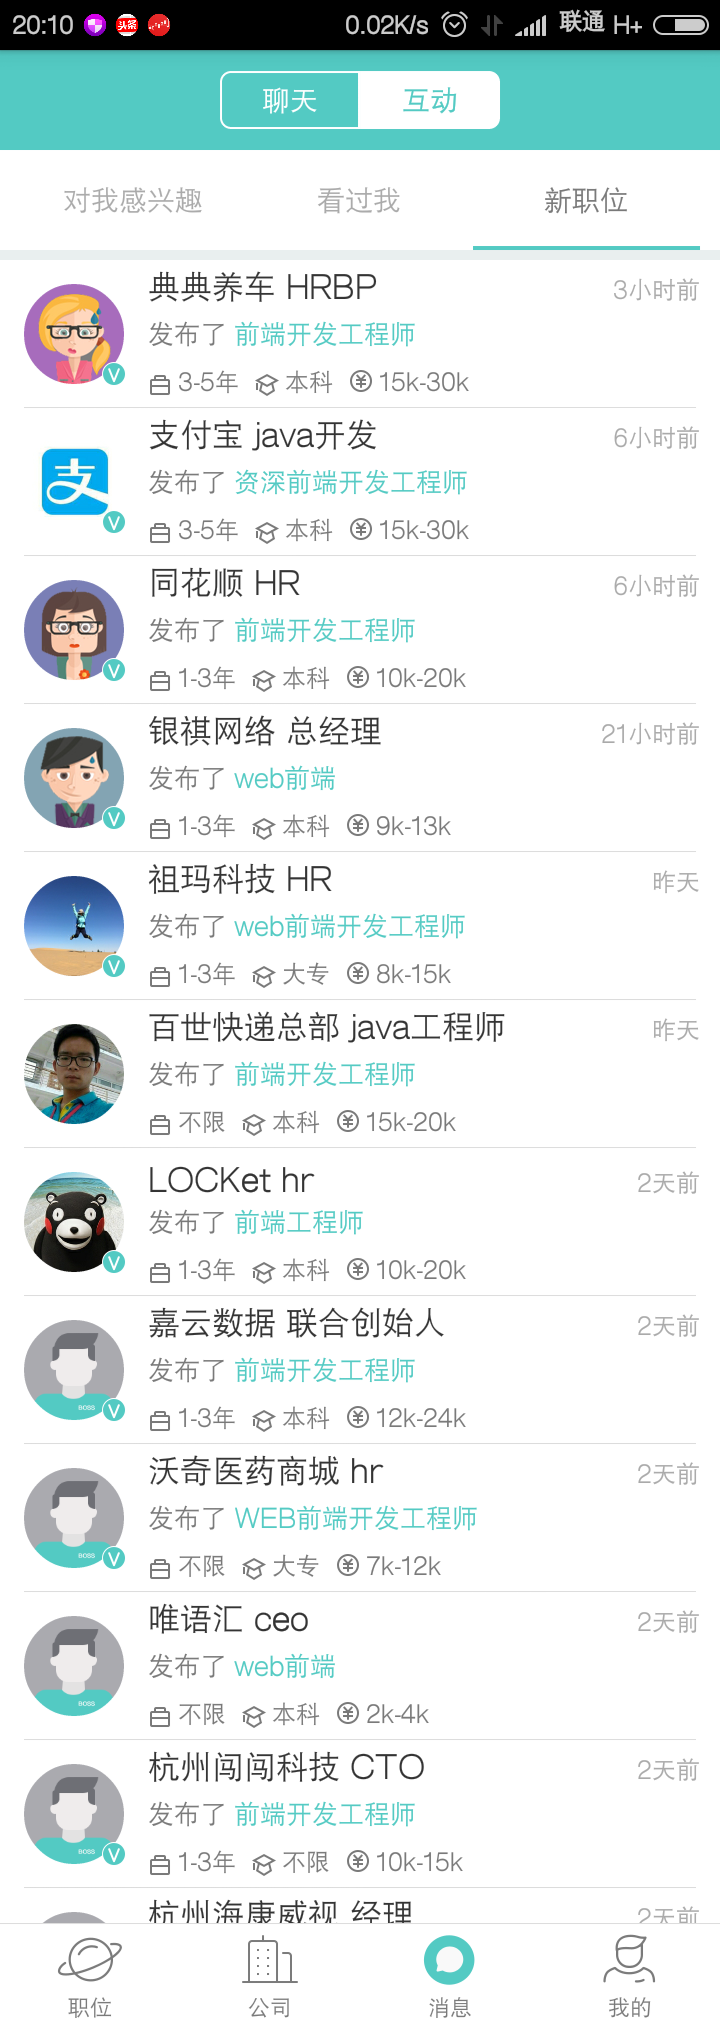 20:10 头条 0.02K/s 联通 H+
聊天 互动
对我感兴趣 看过我 新职位
典典养车 HRBP 3小时前
发布了 前端开发工程师
3-5年 本科 15k-30k
支付宝 java开发 6小时前
支
发布了 资深前端开发工程师
3-5年 本科 15k-30k
同花顺 HR 6小时前
发布了 前端开发工程师
1-3年 本科 10k-20k
银祺网络 总经理 21小时前
发布了 web前端
1-3年 本科 9k-13k
祖玛科技 HR 昨天
发布了 web前端开发工程师
1-3年 大专 8k-15k
百世快递总部 java工程师 昨天
发布了 前端开发工程师
不限 本科 15k-20k
LOCKet hr 2天前
发布了 前端工程师
1-3年 本科 10k-20k
嘉云数据 联合创始人 2天前
发布了 前端开发工程师
BOSS 1-3年 本科 12k-24k
沃奇医药商城 hr 2天前
发布了 WEB前端开发工程师
BOSS 不限 大专 7k-12k
唯语汇 ceo 2天前
发布了 web前端
BOSS 不限 本科 2k-4k
杭州闯闯科技 CTO 2天前
发布了 前端开发工程师
BOSS 1-3年 不限 10k-15k
杭州海康威视 经理 2天前
职位 公司 消息 我的